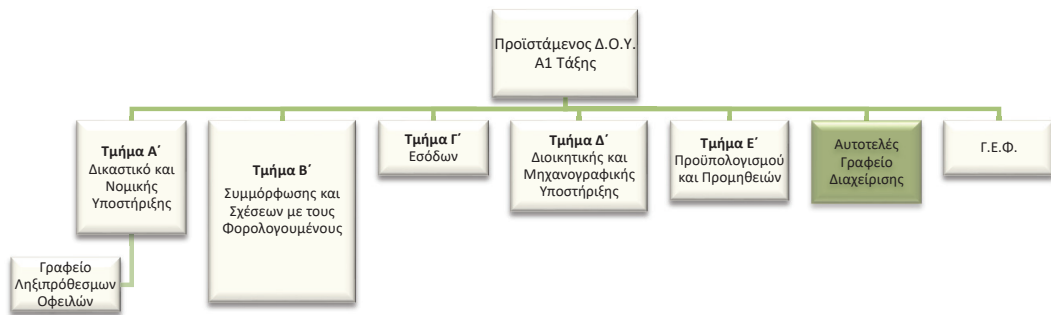 Προϊστάμενος Δ.Ο.Υ.
Α1 Τάξης
Τμήμα Α΄
Δικαστικό και
Νομικής
Υποστήριξης
Τμήμα Β΄
Συμμόρφωσης και
Σχέσεων με τους
Φορολογουμένους
Τμήμα Γ΄
Εσόδων
Τμήμα Δ΄
Διοικητικής και
Μηχανογραφικής
Υποστήριξης
Τμήμα Ε΄
Προϋπολογισμού
και Προμηθειών
Αυτοτελές
Γραφείο
Διαχείρισης
Γ.Ε.Φ.
Γραφείο
Ληξιπρόθεσμων
Οφειλών